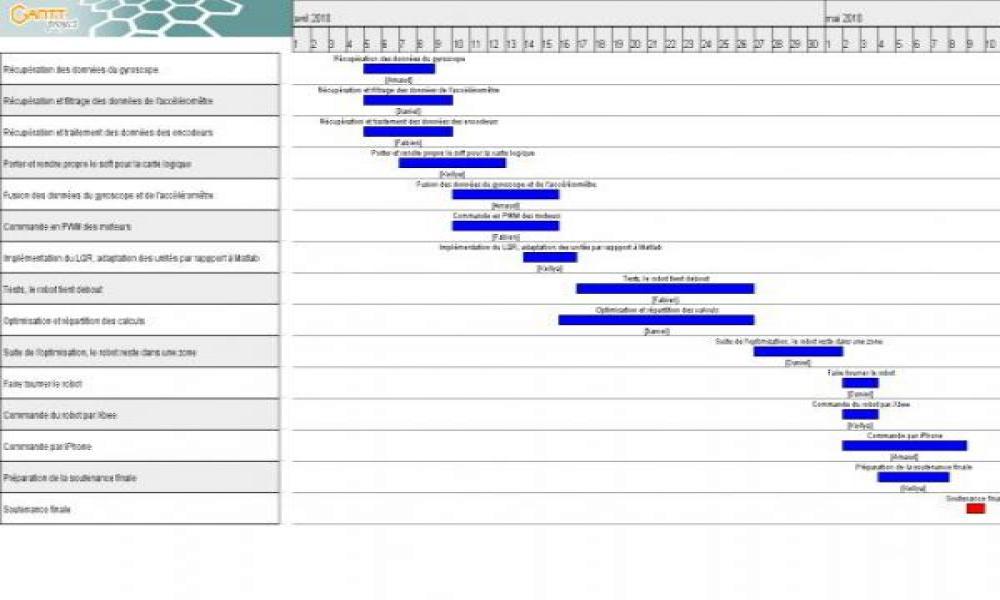 GANTT
project
avril 2010
mai 2010
1 2 3 4 5 6 7 8 9 10 11 12 13 14 15 16 17 18 19 20 21 22 23 24 25 26 27 28 29 30 1 2 3 4 5 6 7 8 9 10
Récupération des données du gyroscope
Récupération des données du gyroscope
[Arnaud]
Récupération et filtrage des données de l'accéléromètre
Récupération et filtrage des données de l'accéléromètre
[Daniel]
Récupération et traitement des données des encodeurs
Récupération et traitement des données des encodeurs
[Fabien]
Porter et rendre propre le soft pour la carte logique
Porter et rendre propre le soft pour la carte logique
[Kellya]
Fusion des données du gyroscope et de l'accéléromètre
Fusion des données du gyroscope et de l'accéléromètre
[Arnaud]
Commande en PWM des moteurs
Commande en PWM des moteurs
[Fabien]
Implémentation du LQR, adaptation des unités par rappport à Matlab
Implémentation du LQR, adaptation des unités par rappport à Matlab
[Kellya]
Tests, le robot tient debout
Tests, le robot tient debout
[Fabien]
Optimisation et répartition des calculs
Optimisation et répartition des calculs
[Daniel]
Suite de l'optimisation, le robot reste dans une zone
Suite de l'optimisation, le robot reste dans une zone
[Daniel]
Faire tourner le robot
Faire tourner le robot
[Daniel]
Commande du robot par Xbee
Commande du robot par Xbee
[Kellya]
Commande par iPhone
Commande par iPhone
[Arnaud]
Préparation de la soutenance finale
Préparation de la soutenance finale
[Kellya]
Soutenance finale
Soutenance fina